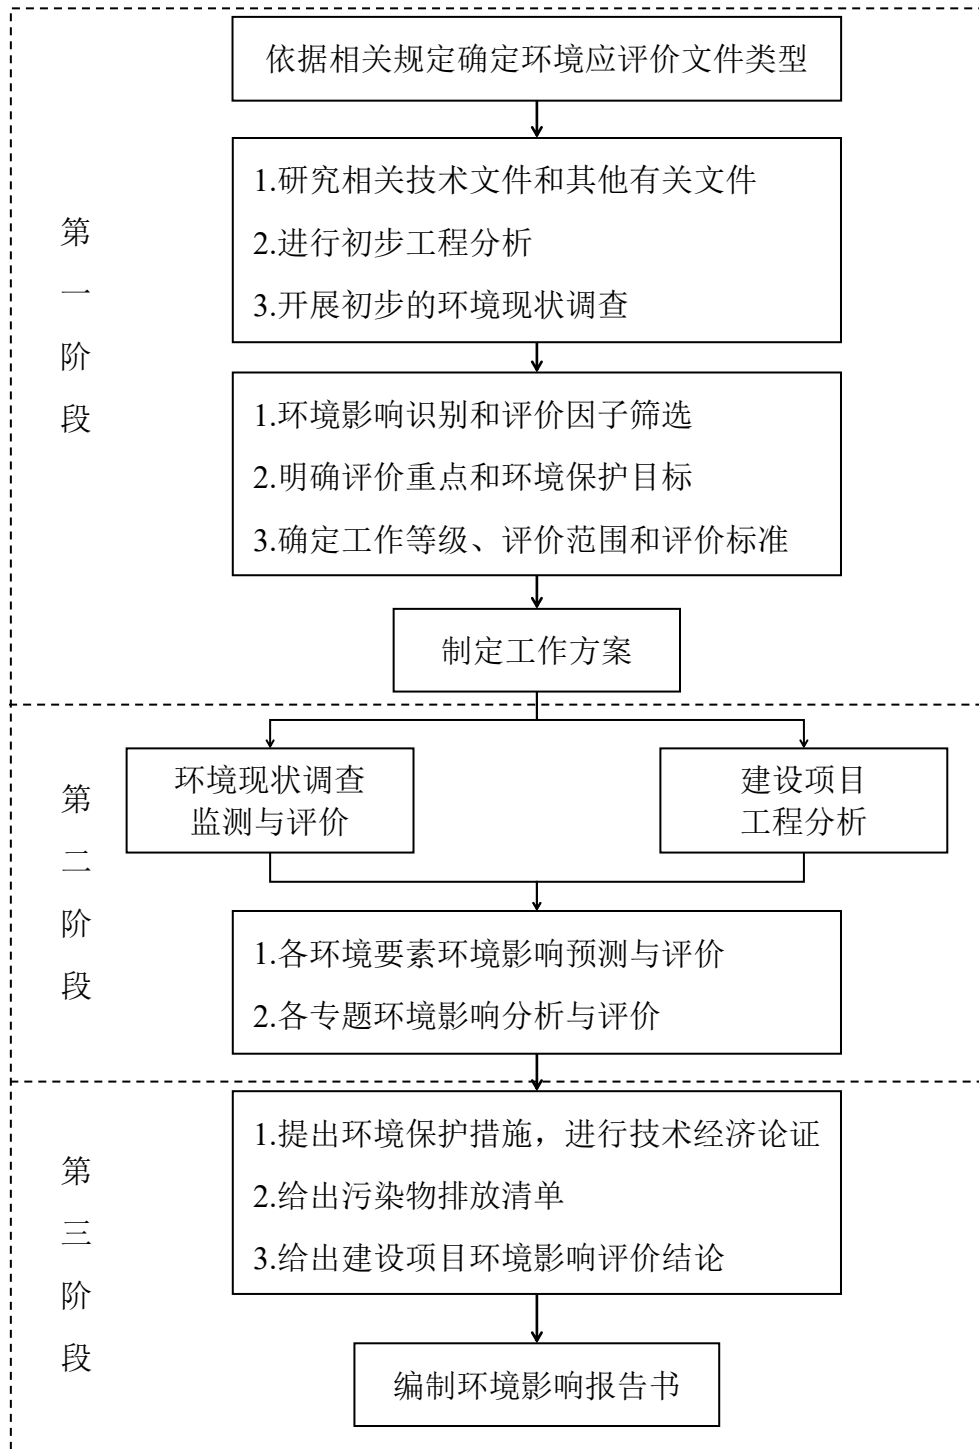 依据相关规定确定环境应评价文件类型
1.研究相关技术文件和其他有关文件
2.进行初步工程分析
3.开展初步的环境现状调查
第一阶段
1.环境影响识别和评价因子筛选
2.明确评价重点和环境保护目标
3.确定工作等级、评价范围和评价标准
制定工作方案
第二阶段
环境现状调查
监测与评价
建设项目
工程分析
1.各环境要素环境影响预测与评价
2.各专题环境影响分析与评价
第三阶段
1.提出环境保护措施，进行技术经济论证
2.给出污染物排放清单
3.给出建设项目环境影响评价结论
编制环境影响报告书